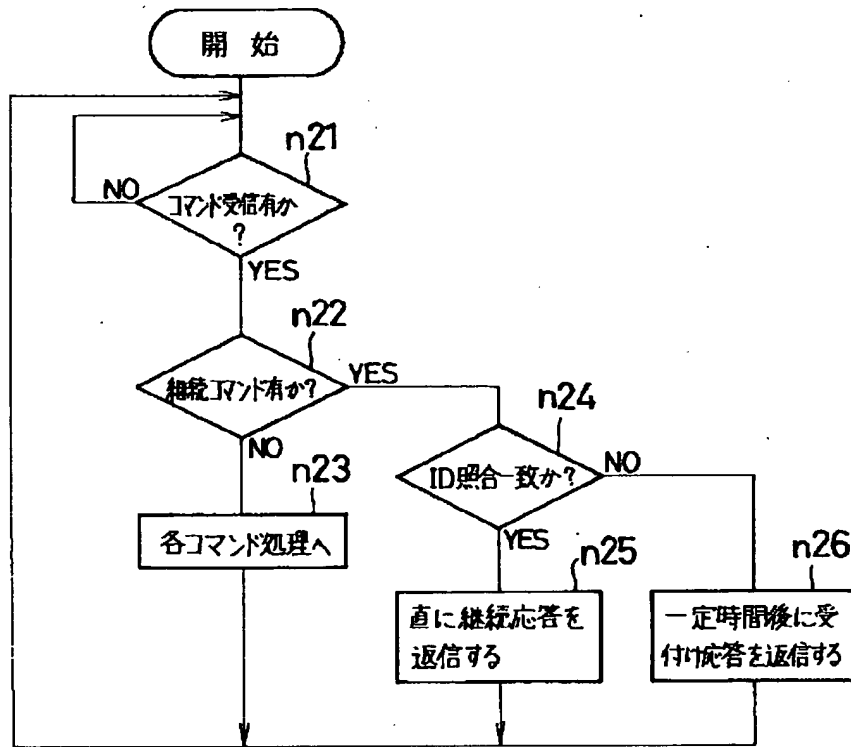 開始
n21
NO
コマンド受信有か
?
YES
n22
継続コマンド有か?
YES
NO
n24
ID照合一致か?
NO
YES
n23
各コマンド処理へ
n25
直に継続応答を
返信する
n26
一定時間後に受
付け応答を返信する